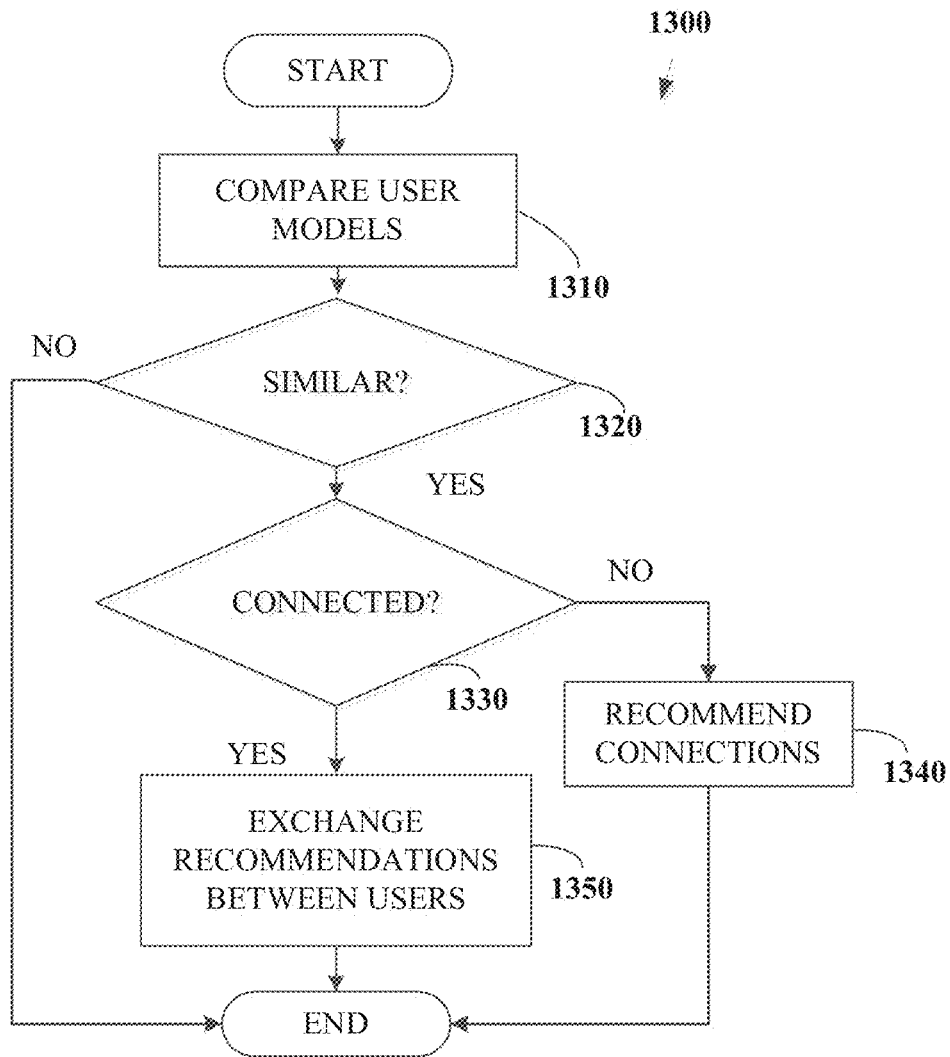 1300
START
COMPARE USER
MODELS
1310
NO
SIMILAR?
1320
YES
CONNECTED?
NO
1330
RECOMMEND
CONNECTIONS
1340
YES
EXCHANGE
RECOMMENDATIONS
BETWEEN USERS
1350
END